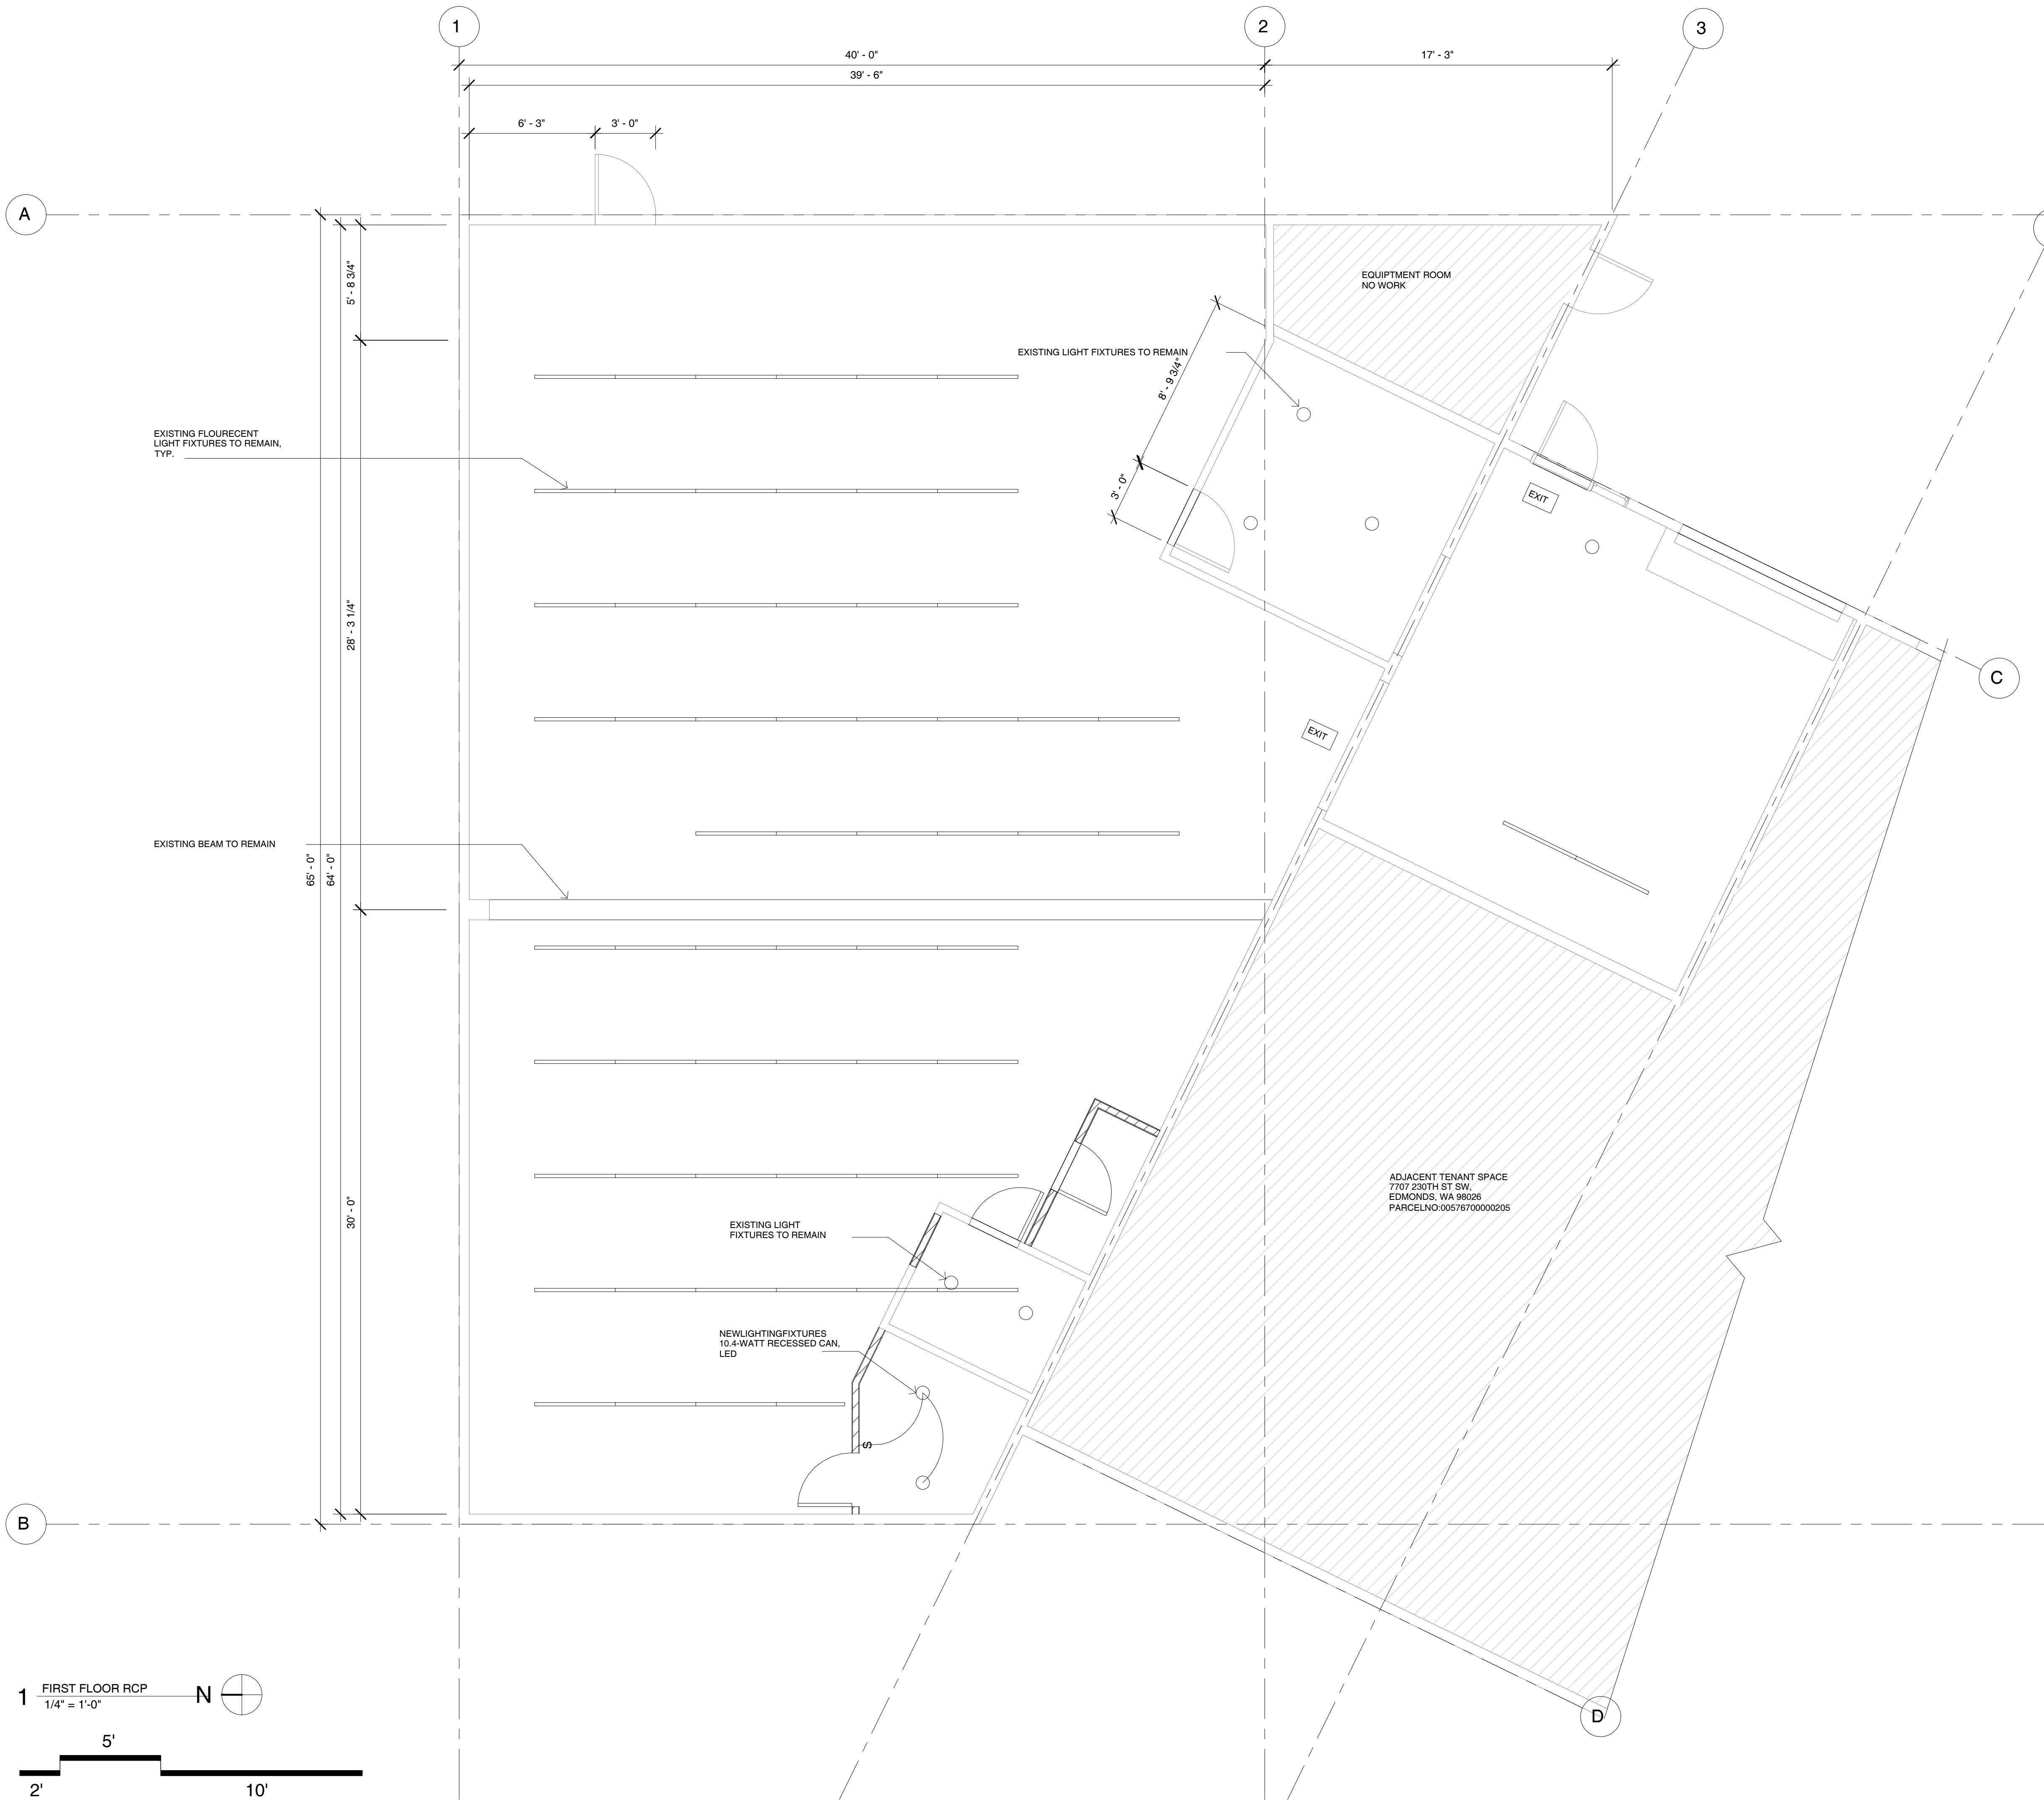 1
2
3
40' - 0"
17' - 3"
39' - 6"
6' - 3"
3' - 0"
A
5' - 8 3/4"
EQUIPTMENT ROOM
NO WORK
EXISTING LIGHT FIXTURES TO REMAIN
8' - 9 3/4"
3' - 0"
EXISTING FLOURECENT
LIGHT FIXTURES TO REMAIN,
TYP.
EXIT
28' - 3 1/4"
C
EXIT
EXISTING BEAM TO REMAIN
65' - 0"
64' - 0"
ADJACENT TENANT SPACE
7707 230TH ST SW,
EDMONDS, WA 98026
PARCELNO:00576700000205
30' - 0"
EXISTING LIGHT
FIXTURES TO REMAIN
NEWLIGHTINGFIXTURES
10.4-WATT RECESSED CAN,
LED
S
B
1
FIRST FLOOR RCP
1/4" = 1'-0"
N
D
5'
2'
10'